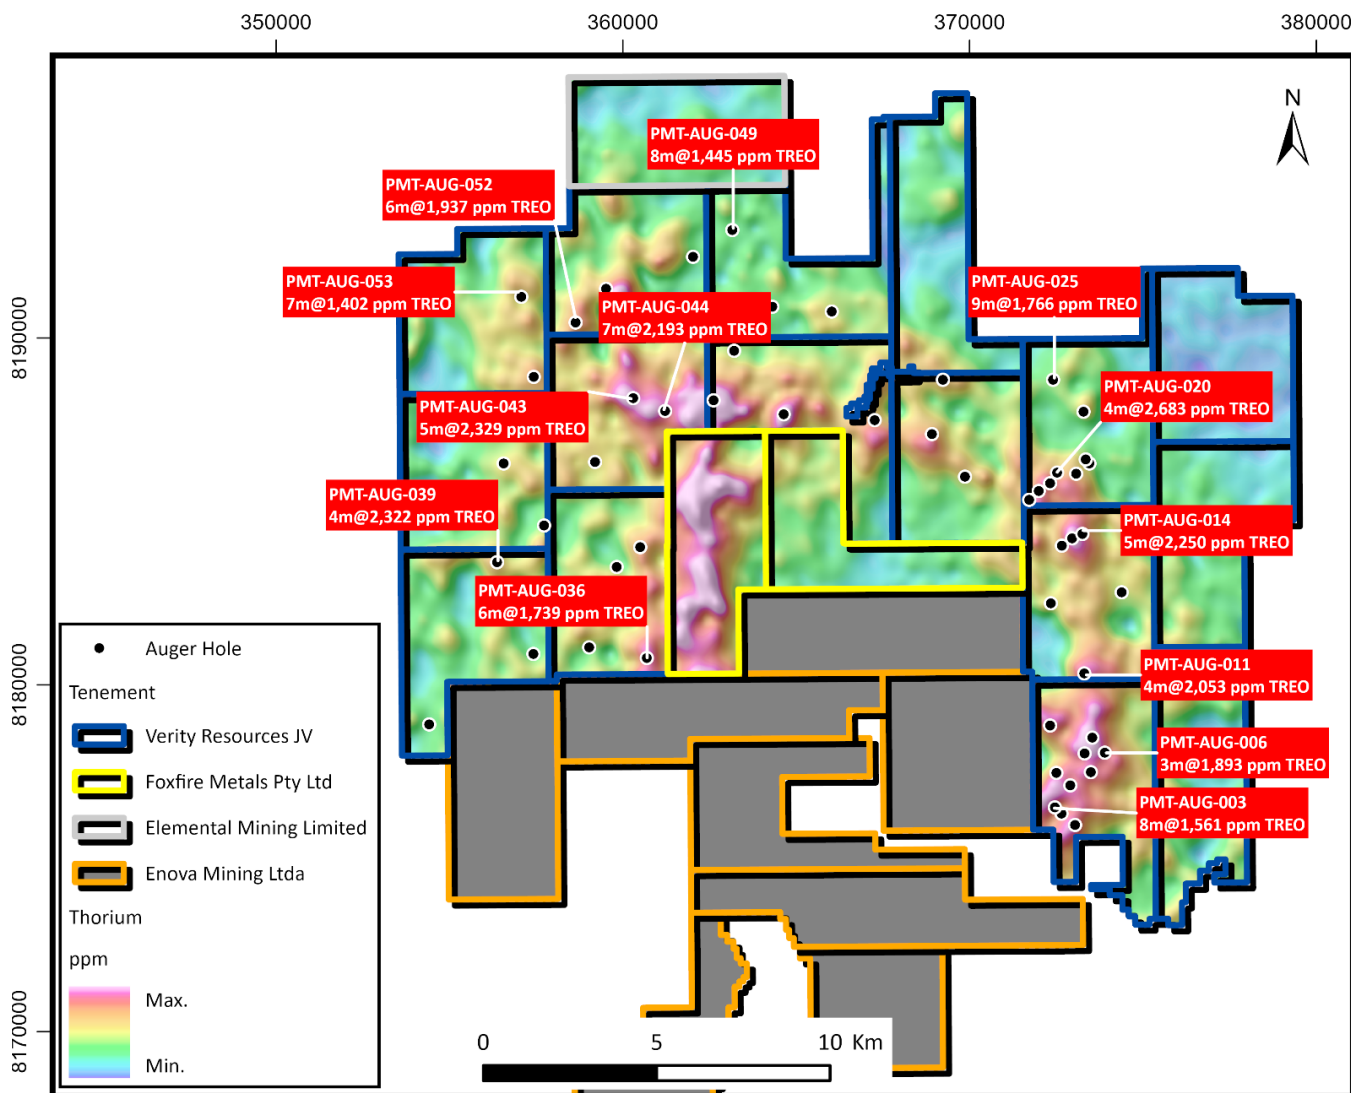 350000
360000
370000
380000
N
PMT-AUG-049
8m@1,445 ppm TREO
PMT-AUG-052
6m@1,937 ppm TREO
PMT-AUG-053
7m@1,402 ppm TREO
PMT-AUG-044
7m@2,193 ppm TREO
PMT-AUG-025
9m@1,766 ppm TREO
8190000
PMT-AUG-020
4m@2,683 ppm TREO
PMT-AUG-043
5m@2,329 ppm TREO
PMT-AUG-039
4m@2,322 ppm TREO
PMT-AUG-014
5m@2,250 ppm TREO
PMT-AUG-036
6m@1,739 ppm TREO
PMT-AUG-011
4m@2,053 ppm TREO
8180000
PMT-AUG-006
3m@1,893 ppm TREO
PMT-AUG-003
8m@1,561 ppm TREO
Auger Hole
Tenement
Verity Resources JV
Foxfire Metals Pty Ltd
Elemental Mining Limited
Enova Mining Ltda
Thorium
ppm
Max.
Min.
8170000
0 5 10 Km